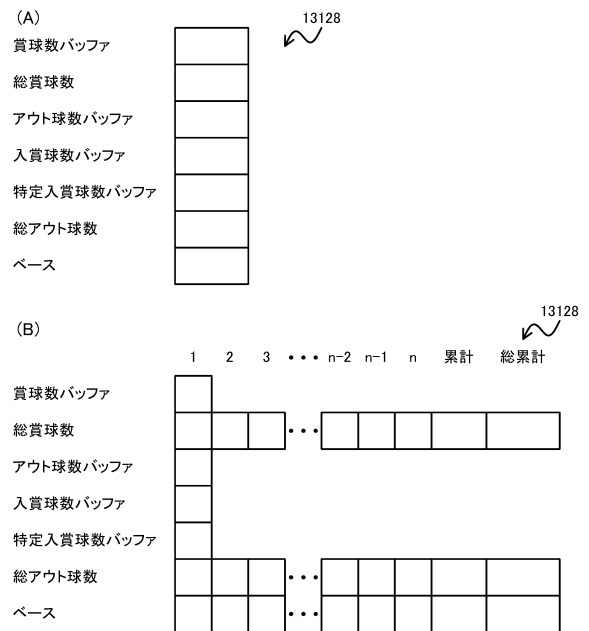 (A)
13128
賞球数バッファ
総賞球数
アウト球数バッファ
入賞球数バッファ
特定入賞球数バッファ
総アウト球数
ベース
13128
(B)
1 2 3 ・・・ n-2 n-1 n 累計 総累計
賞球数バッファ
総賞球数 ・・・
アウト球数バッファ
入賞球数バッファ
特定入賞球数バッファ
総アウト球数 ・・・
ベース ・・・